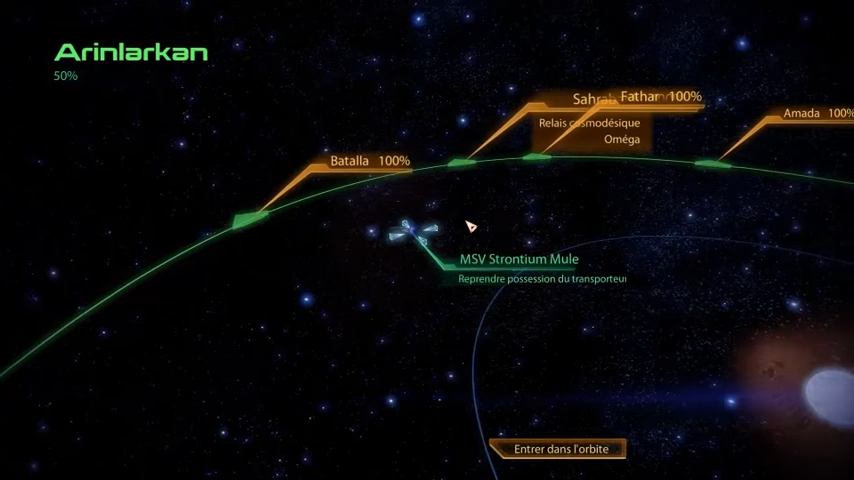 Arinlarkan
50%
Fathar 100%
Relais cosmodésique
Oméga
Amada 100%
Batalla 100%
MSV Strontium Mule
Reprendre possession du transporteur
Entrer dans l'orbite